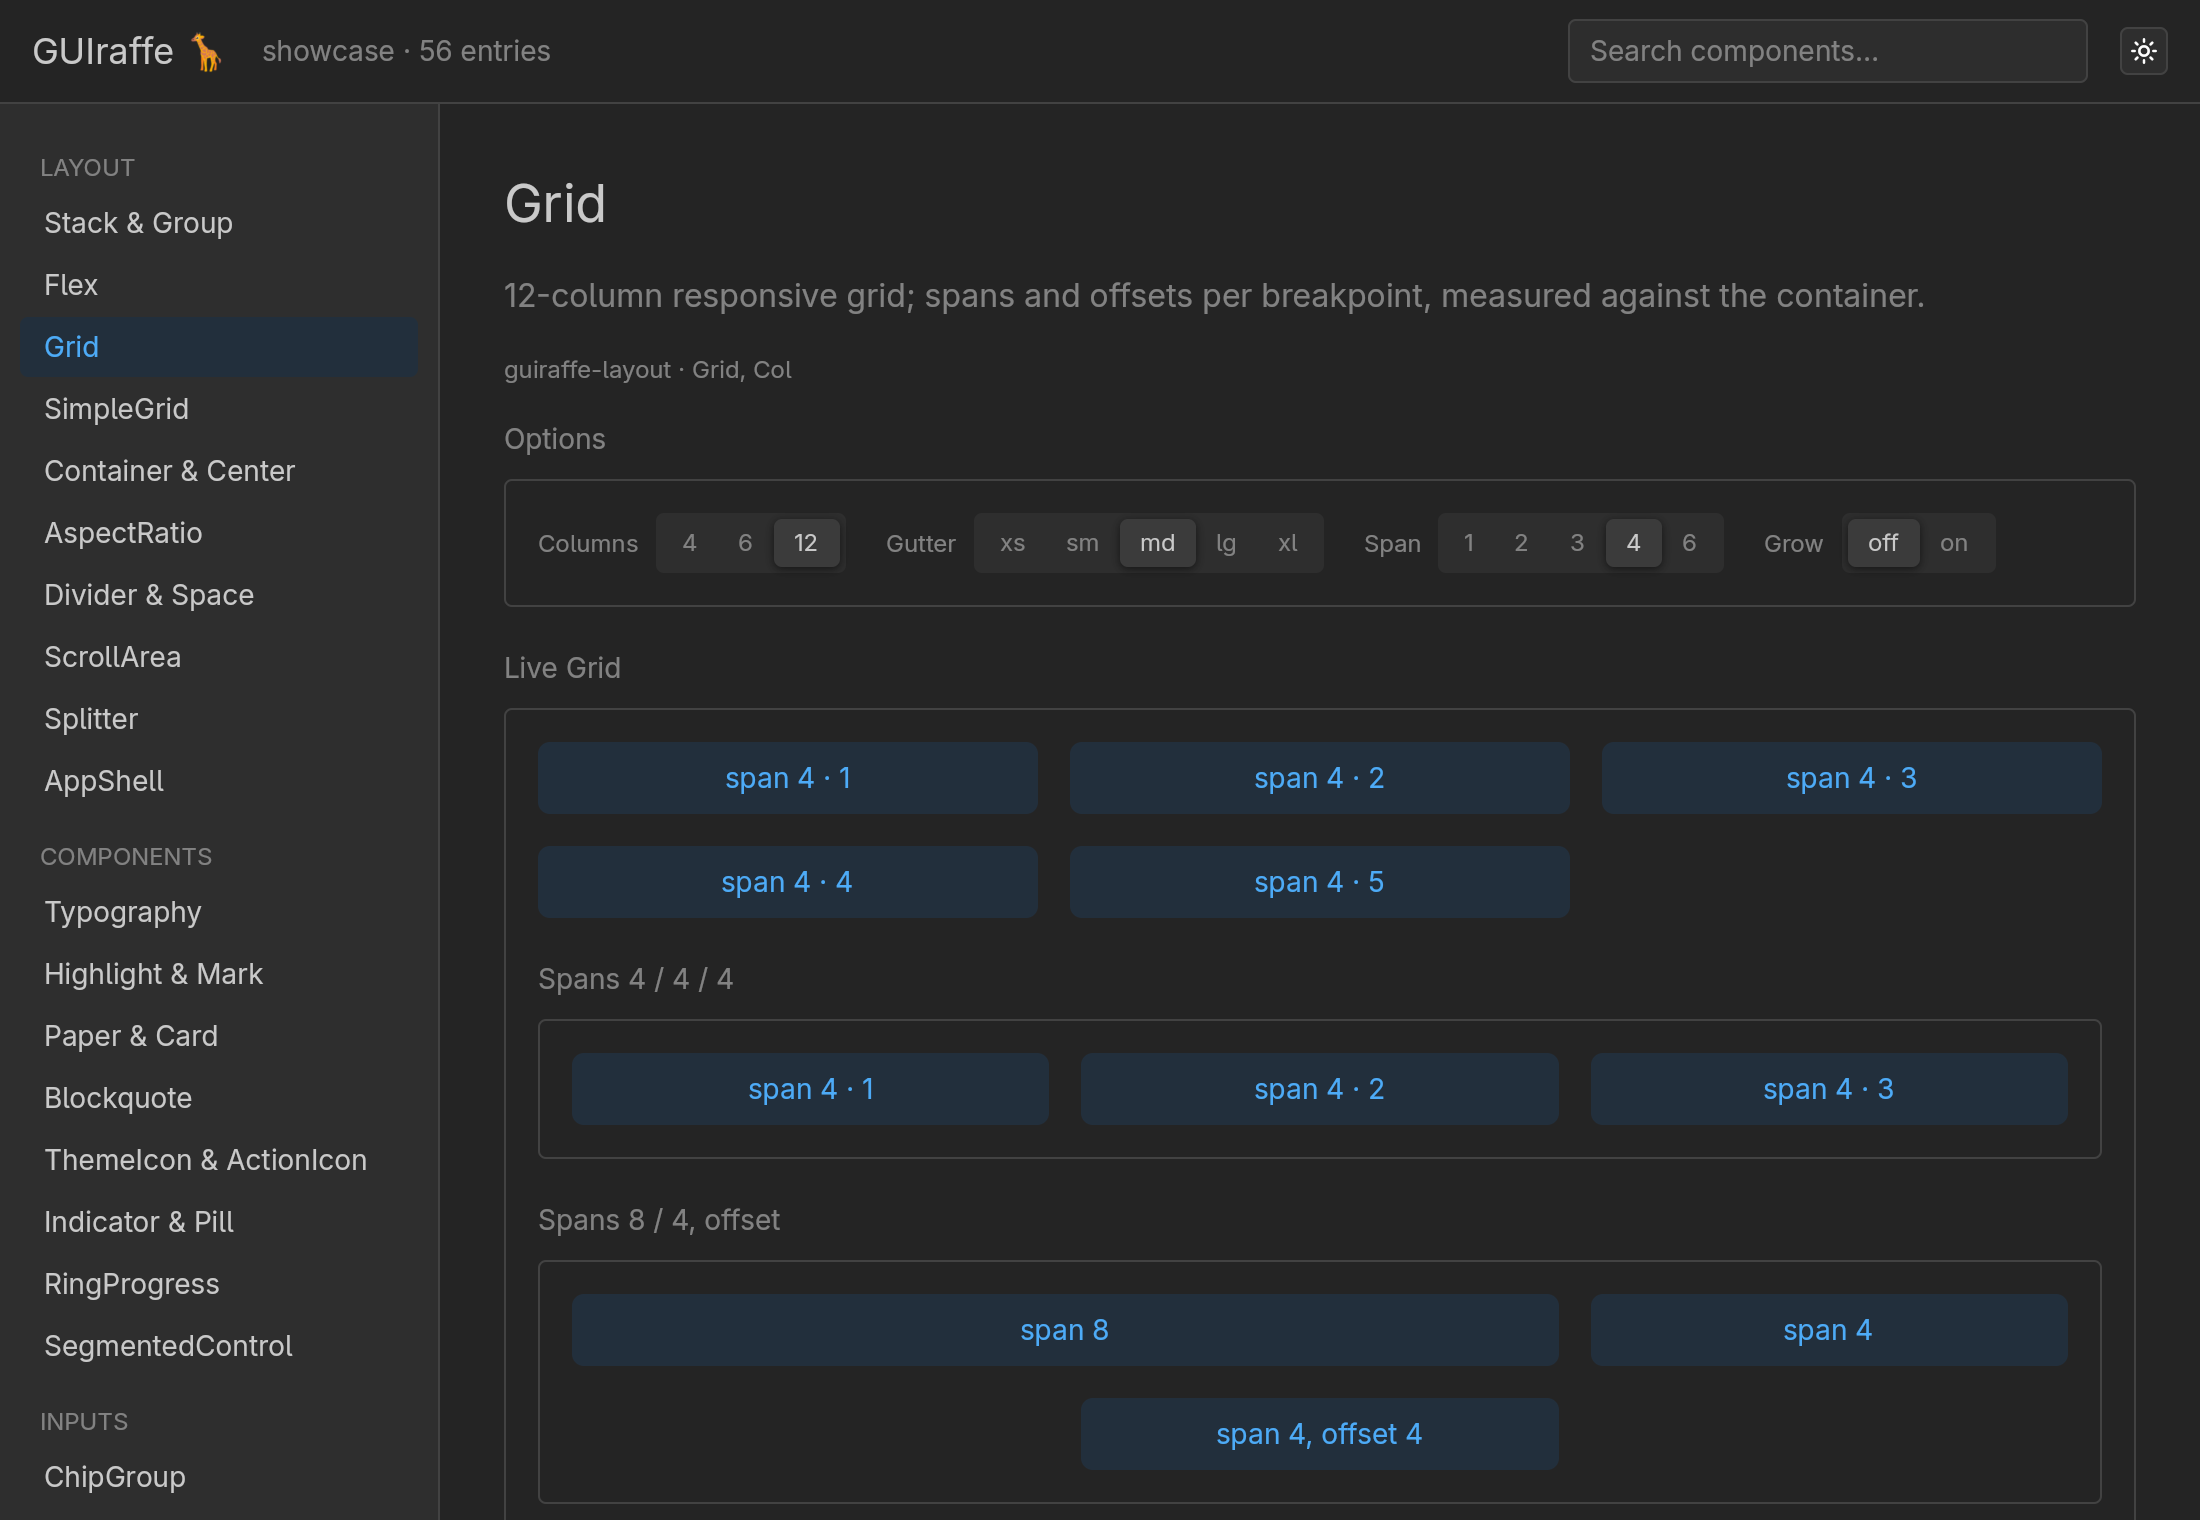 GUIraffe 🦒 showcase · 56 entries
Search components...
LAYOUT
Stack & Group
Flex
Grid
SimpleGrid
Container & Center
AspectRatio
Divider & Space
ScrollArea
Splitter
AppShell
COMPONENTS
Typography
Highlight & Mark
Paper & Card
Blockquote
ThemeIcon & ActionIcon
Indicator & Pill
RingProgress
SegmentedControl
INPUTS
ChipGroup
Grid
12-column responsive grid; spans and offsets per breakpoint, measured against the container.
guiraffe-layout · Grid, Col
Options
Columns 4 6 12 Gutter xs sm md lg xl Span 1 2 3 4 6 Grow off on
Live Grid
span 4 · 1 span 4 · 2 span 4 · 3
span 4 · 4 span 4 · 5
Spans 4 / 4 / 4
span 4 · 1 span 4 · 2 span 4 · 3
Spans 8 / 4, offset
span 8 span 4
span 4, offset 4